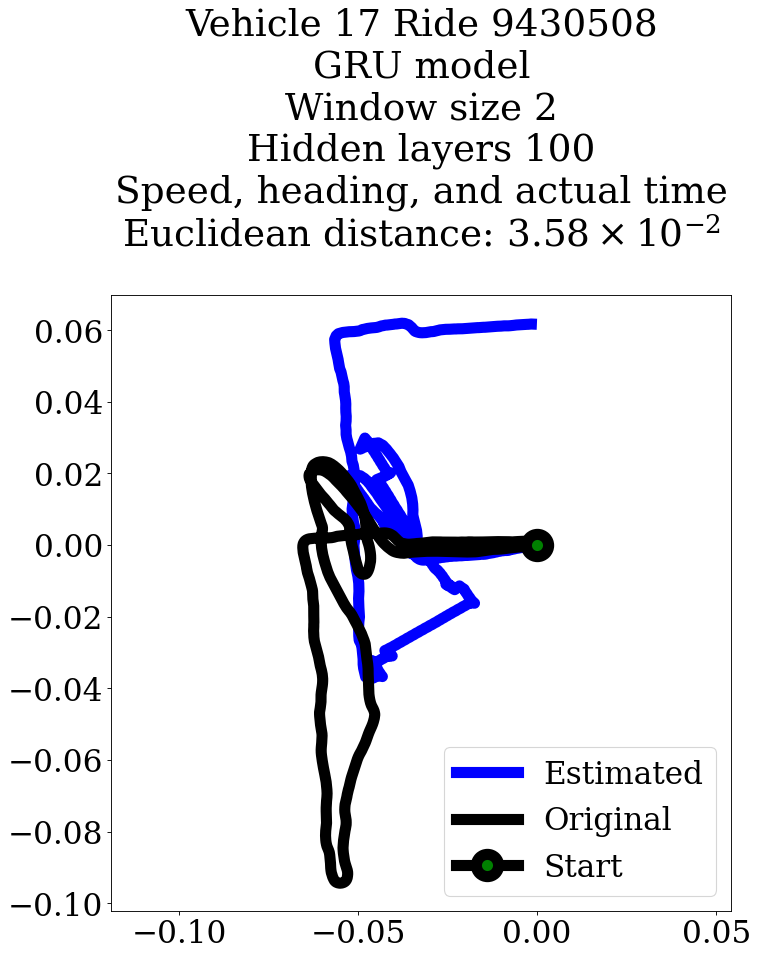 Vehicle 17 Ride 9430508
GRU model
Window size 2
Hidden layers 100
Speed, heading, and actual time
Euclidean distance: 3.58 × 10⁻²
0.06
0.04
0.02
0.00
−0.02
−0.04
−0.06
−0.08
−0.10
Estimated
Original
Start
−0.10
−0.05
0.00
0.05